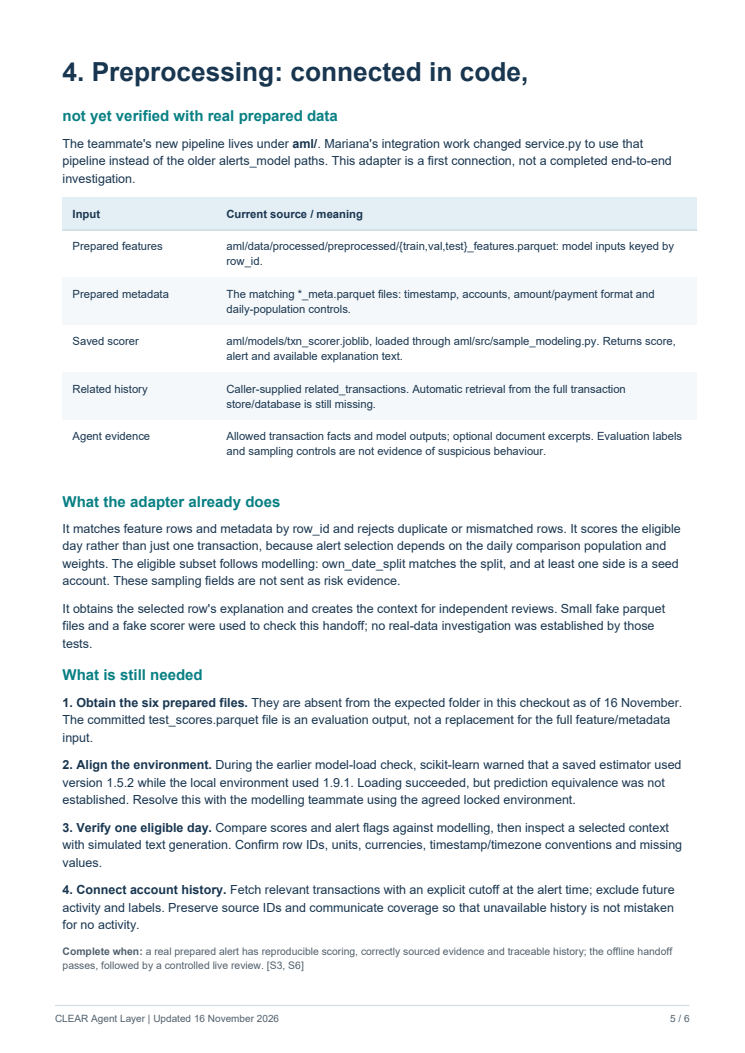 4. Preprocessing: connected in code,
not yet verified with real prepared data
The teammate's new pipeline lives under aml/. Mariana's integration work changed service.py to use that
pipeline instead of the older alerts_model paths. This adapter is a first connection, not a completed end-to-end
investigation.
Input Current source / meaning
Prepared features aml/data/processed/preprocessed/{train,val,test}_features.parquet: model inputs keyed by
row_id.
Prepared metadata The matching *_meta.parquet files: timestamp, accounts, amount/payment format and
daily-population controls.
Saved scorer aml/models/txn_scorer.joblib, loaded through aml/src/sample_modeling.py. Returns score,
alert and available explanation text.
Related history Caller-supplied related_transactions. Automatic retrieval from the full transaction
store/database is still missing.
Agent evidence Allowed transaction facts and model outputs; optional document excerpts. Evaluation labels
and sampling controls are not evidence of suspicious behaviour.
What the adapter already does
It matches feature rows and metadata by row_id and rejects duplicate or mismatched rows. It scores the eligible
day rather than just one transaction, because alert selection depends on the daily comparison population and
weights. The eligible subset follows modelling: own_date_split matches the split, and at least one side is a seed
account. These sampling fields are not sent as risk evidence.
It obtains the selected row's explanation and creates the context for independent reviews. Small fake parquet
files and a fake scorer were used to check this handoff; no real-data investigation was established by those
tests.
What is still needed
1. Obtain the six prepared files. They are absent from the expected folder in this checkout as of 16 November.
The committed test_scores.parquet file is an evaluation output, not a replacement for the full feature/metadata
input.
2. Align the environment. During the earlier model-load check, scikit-learn warned that a saved estimator used
version 1.5.2 while the local environment used 1.9.1. Loading succeeded, but prediction equivalence was not
established. Resolve this with the modelling teammate using the agreed locked environment.
3. Verify one eligible day. Compare scores and alert flags against modelling, then inspect a selected context
with simulated text generation. Confirm row IDs, units, currencies, timestamp/timezone conventions and missing
values.
4. Connect account history. Fetch relevant transactions with an explicit cutoff at the alert time; exclude future
activity and labels. Preserve source IDs and communicate coverage so that unavailable history is not mistaken
for no activity.
Complete when: a real prepared alert has reproducible scoring, correctly sourced evidence and traceable history; the offline handoff
passes, followed by a controlled live review. [S3, S6]
CLEAR Agent Layer | Updated 16 November 2026 5 / 6